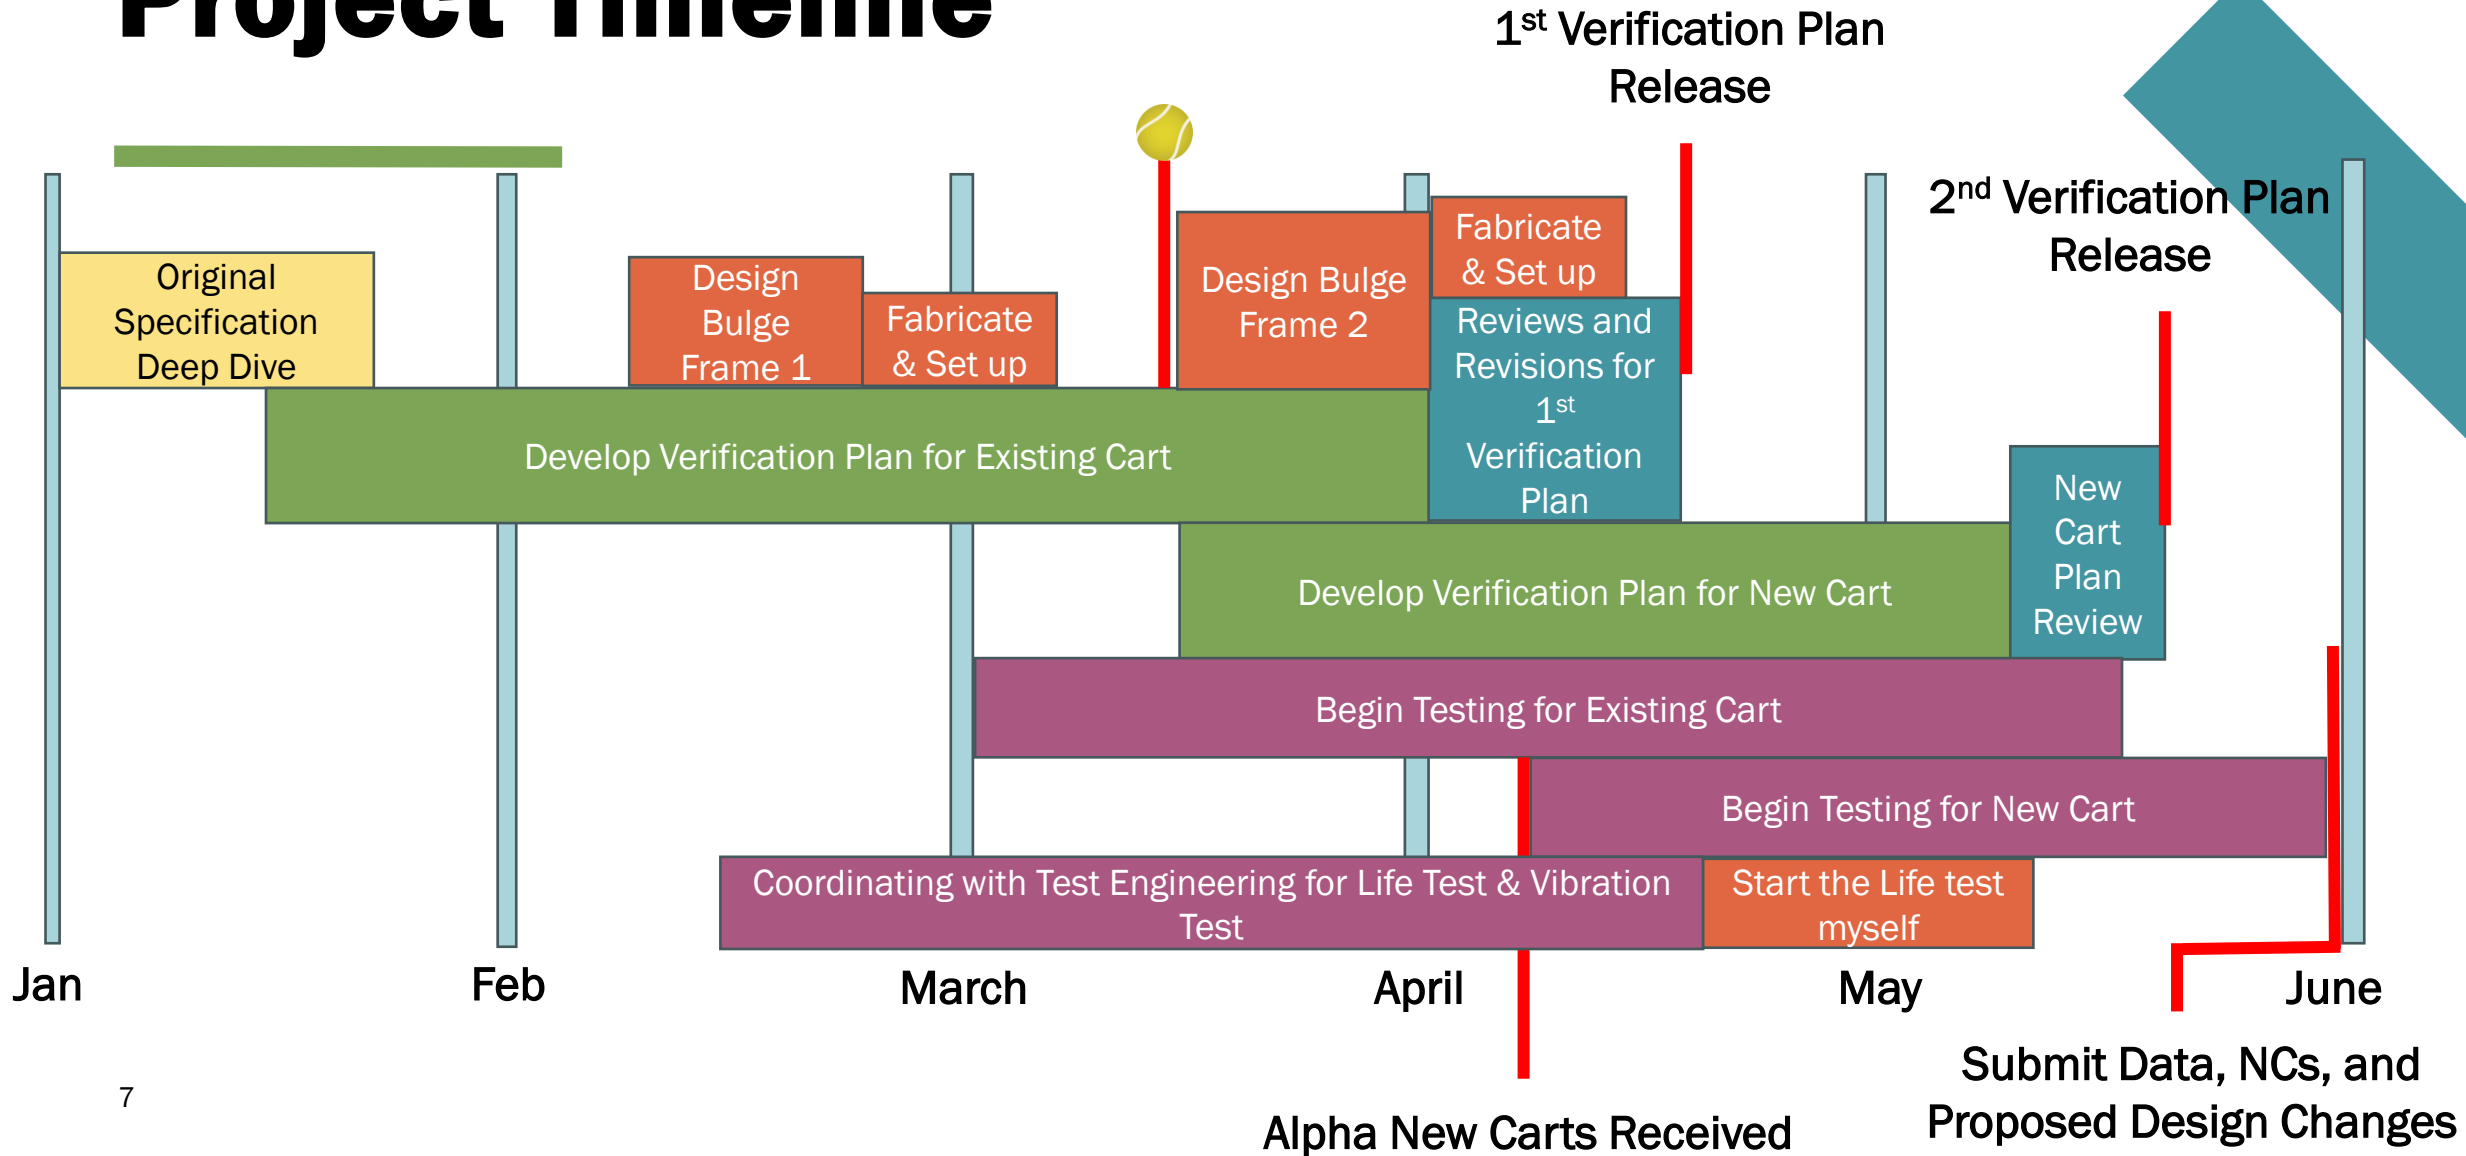 Project Timeline
1st Verification Plan
Release
2nd Verification Plan
Release
Original
Specification
Deep Dive
Design
Bulge
Frame 1
Fabricate
& Set up
Design Bulge
Frame 2
Fabricate
& Set up
Reviews and
Revisions for
1st
Verification
Plan
Develop Verification Plan for Existing Cart
New
Cart
Plan
Review
Develop Verification Plan for New Cart
Begin Testing for Existing Cart
Begin Testing for New Cart
Coordinating with Test Engineering for Life Test & Vibration
Test
Start the Life test
myself
Jan
Feb
March
April
May
June
Submit Data, NCs, and
Proposed Design Changes
Alpha New Carts Received
7